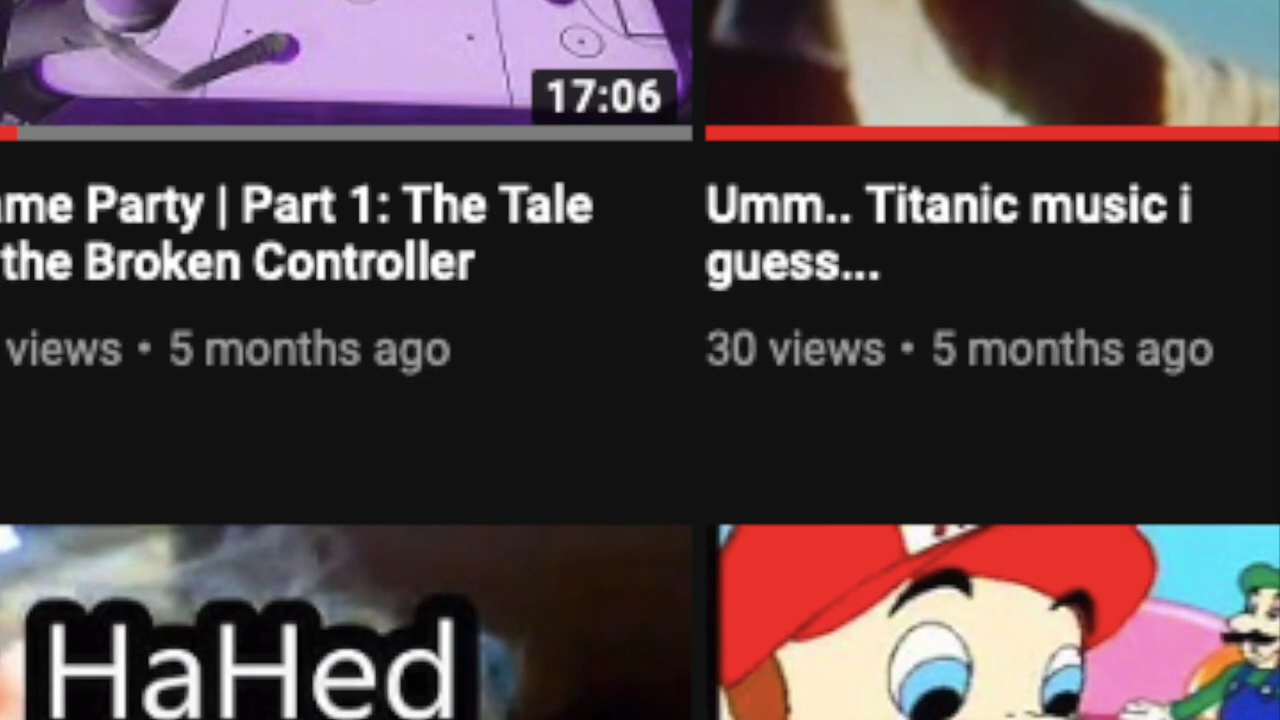 17:06
ame Party | Part 1: The Tale
the Broken Controller
views • 5 months ago
Umm.. Titanic music i
guess...
30 views • 5 months ago
HaHed